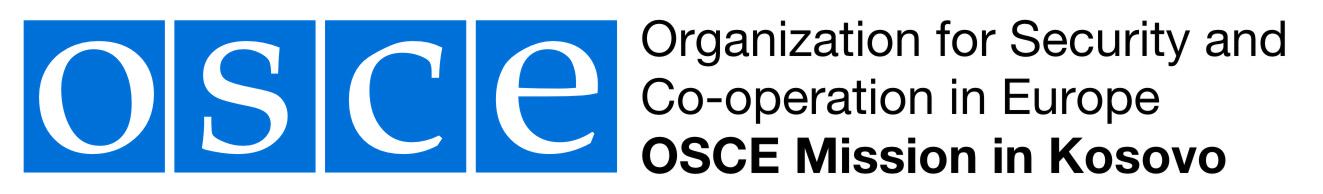 osce
Organization for Security and
Co-operation in Europe
OSCE Mission in Kosovo